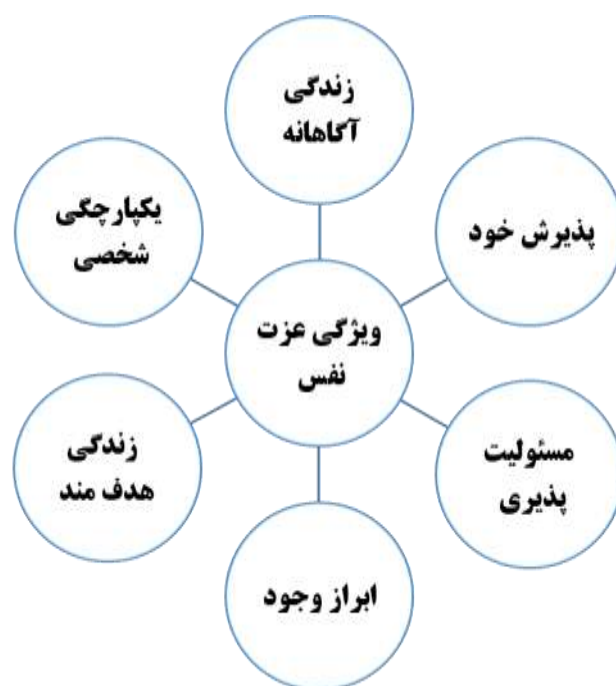 زندگی
آگاهانه
پذیرش خود
مسئولیت
پذیری
ابراز وجود
زندگی
هدف مند
یکپارچگی
شخصی
ویژگی عزت
نفس